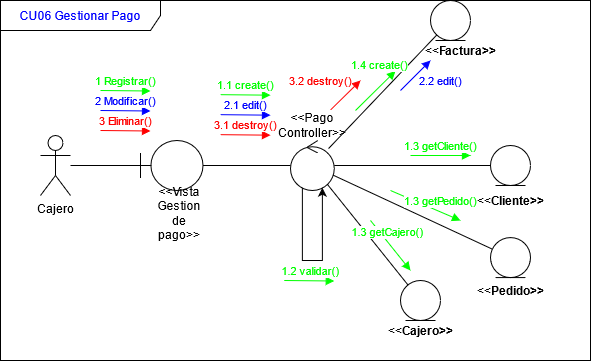 CU06 Gestionar Pago
<<Factura>>
1.4 create()
3.2 destroy()
2.2 edit()
1 Registrar()
2 Modificar()
3 Eliminar()
1.1 create()
2.1 edit()
3.1 destroy()
<<Pago
Controller>>
1.3 getCliente()
Cajero
<<Vista
Gestion
de
pago>>
<<Cliente>>
1.3 getPedido()
1.3 getCajero()
1.2 validar()
<<Pedido>>
<<Cajero>>